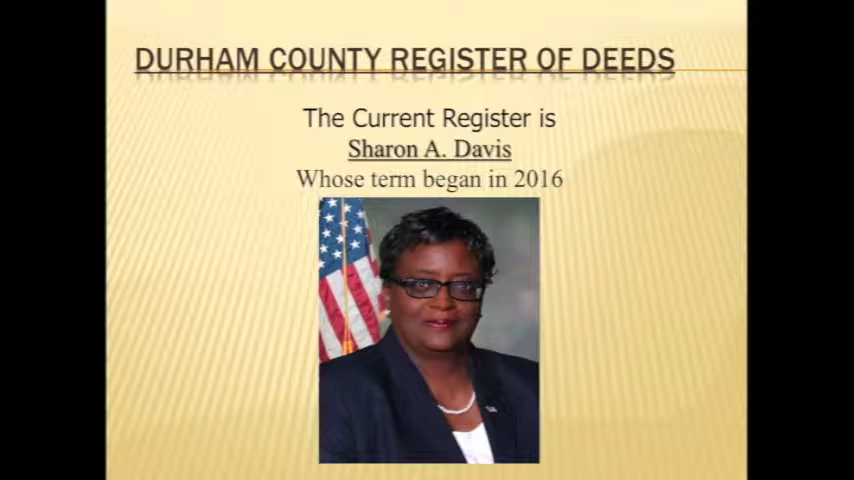 DURHAM COUNTY REGISTER OF DEEDS
The Current Register is
Sharon A. Davis
Whose term began in 2016